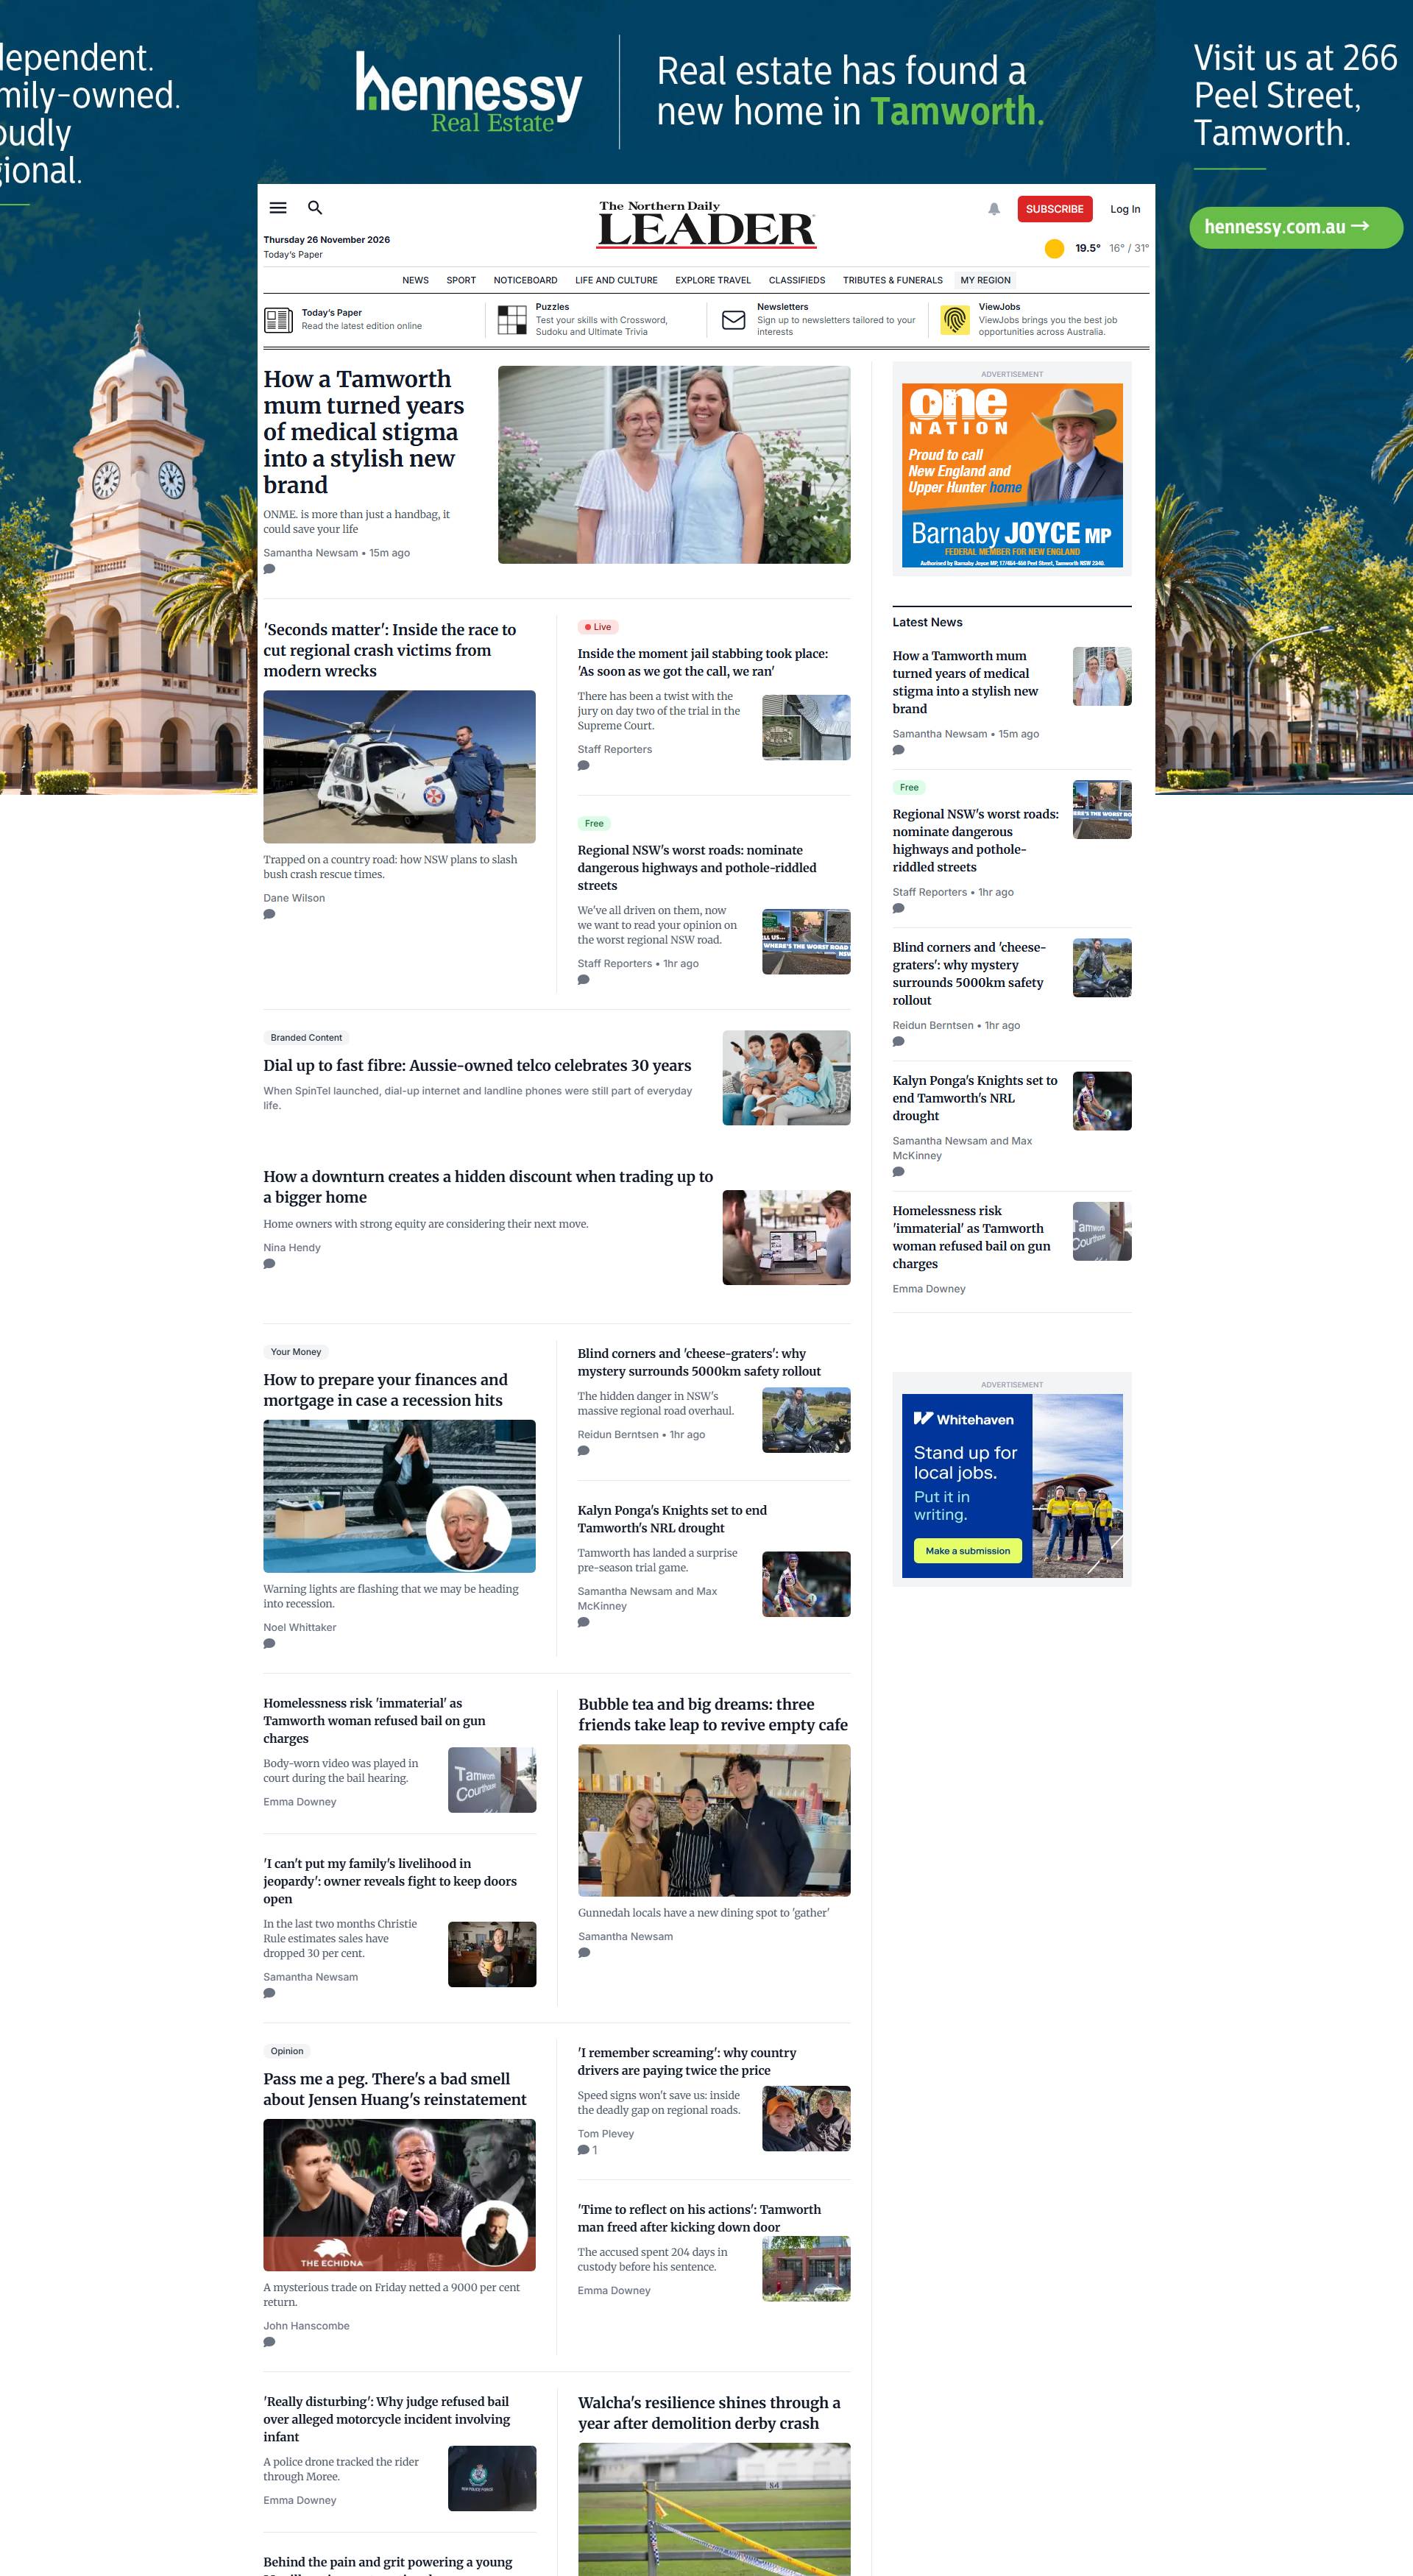 dependent.
mily-owned.
oudly
gional.
hennessy
Real Estate
Real estate has found a
new home in Tamworth.
Visit us at 266
Peel Street,
Tamworth.
hennessy.com.au →
The Northern Daily
LEADER
SUBSCRIBE
Log In
Thursday 26 November 2026
Today's Paper
19.5° 16° / 31°
NEWS SPORT NOTICEBOARD LIFE AND CULTURE EXPLORE TRAVEL CLASSIFIEDS TRIBUTES & FUNERALS MY REGION
Today's Paper
Read the latest edition online
Puzzles
Test your skills with Crossword,
Sudoku and Ultimate Trivia
Newsletters
Sign up to newsletters tailored to your
interests
ViewJobs
ViewJobs brings you the best job
opportunities across Australia.
How a Tamworth
mum turned years
of medical stigma
into a stylish new
brand
ONME. is more than just a handbag, it
could save your life
Samantha Newsam • 15m ago
'Seconds matter': Inside the race to
cut regional crash victims from
modern wrecks
Trapped on a country road: how NSW plans to slash
bush crash rescue times.
Dane Wilson
Live
Inside the moment jail stabbing took place:
'As soon as we got the call, we ran'
There has been a twist with the
jury on day two of the trial in the
Supreme Court.
Staff Reporters
Free
Regional NSW's worst roads: nominate
dangerous highways and pothole-riddled
streets
We've all driven on them, now
we want to read your opinion on
the worst regional NSW road.
Staff Reporters • 1hr ago
ELL US...
WHERE'S THE WORST ROAD I
NSW
Branded Content
Dial up to fast fibre: Aussie-owned telco celebrates 30 years
When SpinTel launched, dial-up internet and landline phones were still part of everyday
life.
How a downturn creates a hidden discount when trading up to
a bigger home
Home owners with strong equity are considering their next move.
Nina Hendy
Your Money
How to prepare your finances and
mortgage in case a recession hits
Warning lights are flashing that we may be heading
into recession.
Noel Whittaker
Blind corners and 'cheese-graters': why
mystery surrounds 5000km safety rollout
The hidden danger in NSW's
massive regional road overhaul.
Reidun Berntsen • 1hr ago
Kalyn Ponga's Knights set to end
Tamworth's NRL drought
Tamworth has landed a surprise
pre-season trial game.
Samantha Newsam and Max
McKinney
Homelessness risk 'immaterial' as
Tamworth woman refused bail on gun
charges
Body-worn video was played in
court during the bail hearing.
Emma Downey
Tamworth
Courthouse
'I can't put my family's livelihood in
jeopardy': owner reveals fight to keep doors
open
In the last two months Christie
Rule estimates sales have
dropped 30 per cent.
Samantha Newsam
Bubble tea and big dreams: three
friends take leap to revive empty cafe
Gunnedah locals have a new dining spot to 'gather'
Samantha Newsam
Opinion
Pass me a peg. There's a bad smell
about Jensen Huang's reinstatement
THE ECHIDNA
A mysterious trade on Friday netted a 9000 per cent
return.
John Hanscombe
'I remember screaming': why country
drivers are paying twice the price
Speed signs won't save us: inside
the deadly gap on regional roads.
Tom Plevey
1
'Time to reflect on his actions': Tamworth
man freed after kicking down door
The accused spent 204 days in
custody before his sentence.
Emma Downey
'Really disturbing': Why judge refused bail
over alleged motorcycle incident involving
infant
A police drone tracked the rider
through Moree.
Emma Downey
Behind the pain and grit powering a young
Walcha's resilience shines through a
year after demolition derby crash
54
ADVERTISEMENT
one
NATION
Proud to call
New England and
Upper Hunter home
Barnaby JOYCE MP
FEDERAL MEMBER FOR NEW ENGLAND
Authorised by Barnaby Joyce MP, 17/454-456 Peel Street, Tamworth NSW 2340.
Latest News
How a Tamworth mum
turned years of medical
stigma into a stylish new
brand
Samantha Newsam • 15m ago
Free
Regional NSW's worst roads:
nominate dangerous
highways and pothole-
riddled streets
Staff Reporters • 1hr ago
Blind corners and 'cheese-
graters': why mystery
surrounds 5000km safety
rollout
Reidun Berntsen • 1hr ago
Kalyn Ponga's Knights set to
end Tamworth's NRL
drought
Samantha Newsam and Max
McKinney
Homelessness risk
'immaterial' as Tamworth
woman refused bail on gun
charges
Emma Downey
ADVERTISEMENT
Whitehaven
Stand up for
local jobs.
Put it in
writing.
Make a submission